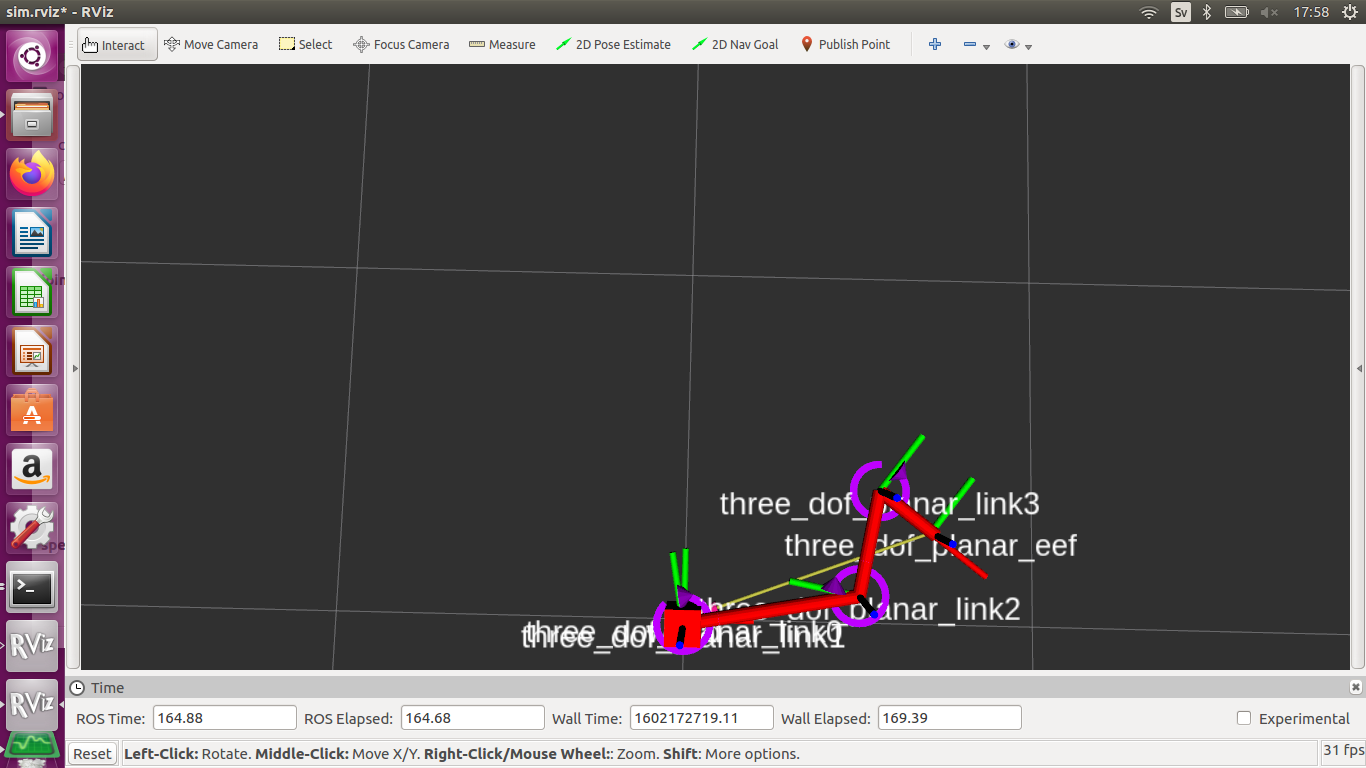 sim.rviz* - RViz
Sv
17:58
Interact
Move Camera
Select
Focus Camera
Measure
2D Pose Estimate
2D Nav Goal
Publish Point
three_dof_planar_link3
three_dof_planar_eef
three_dof_planar_link2
three_dof_planar_link0
three_dof_planar_link1
Time
ROS Time: 164.88 ROS Elapsed: 164.68 Wall Time: 1602172719.11 Wall Elapsed: 169.39 Experimental
Reset Left-Click: Rotate. Middle-Click: Move X/Y. Right-Click/Mouse Wheel:: Zoom. Shift: More options. 31 fps
RViz
RViz